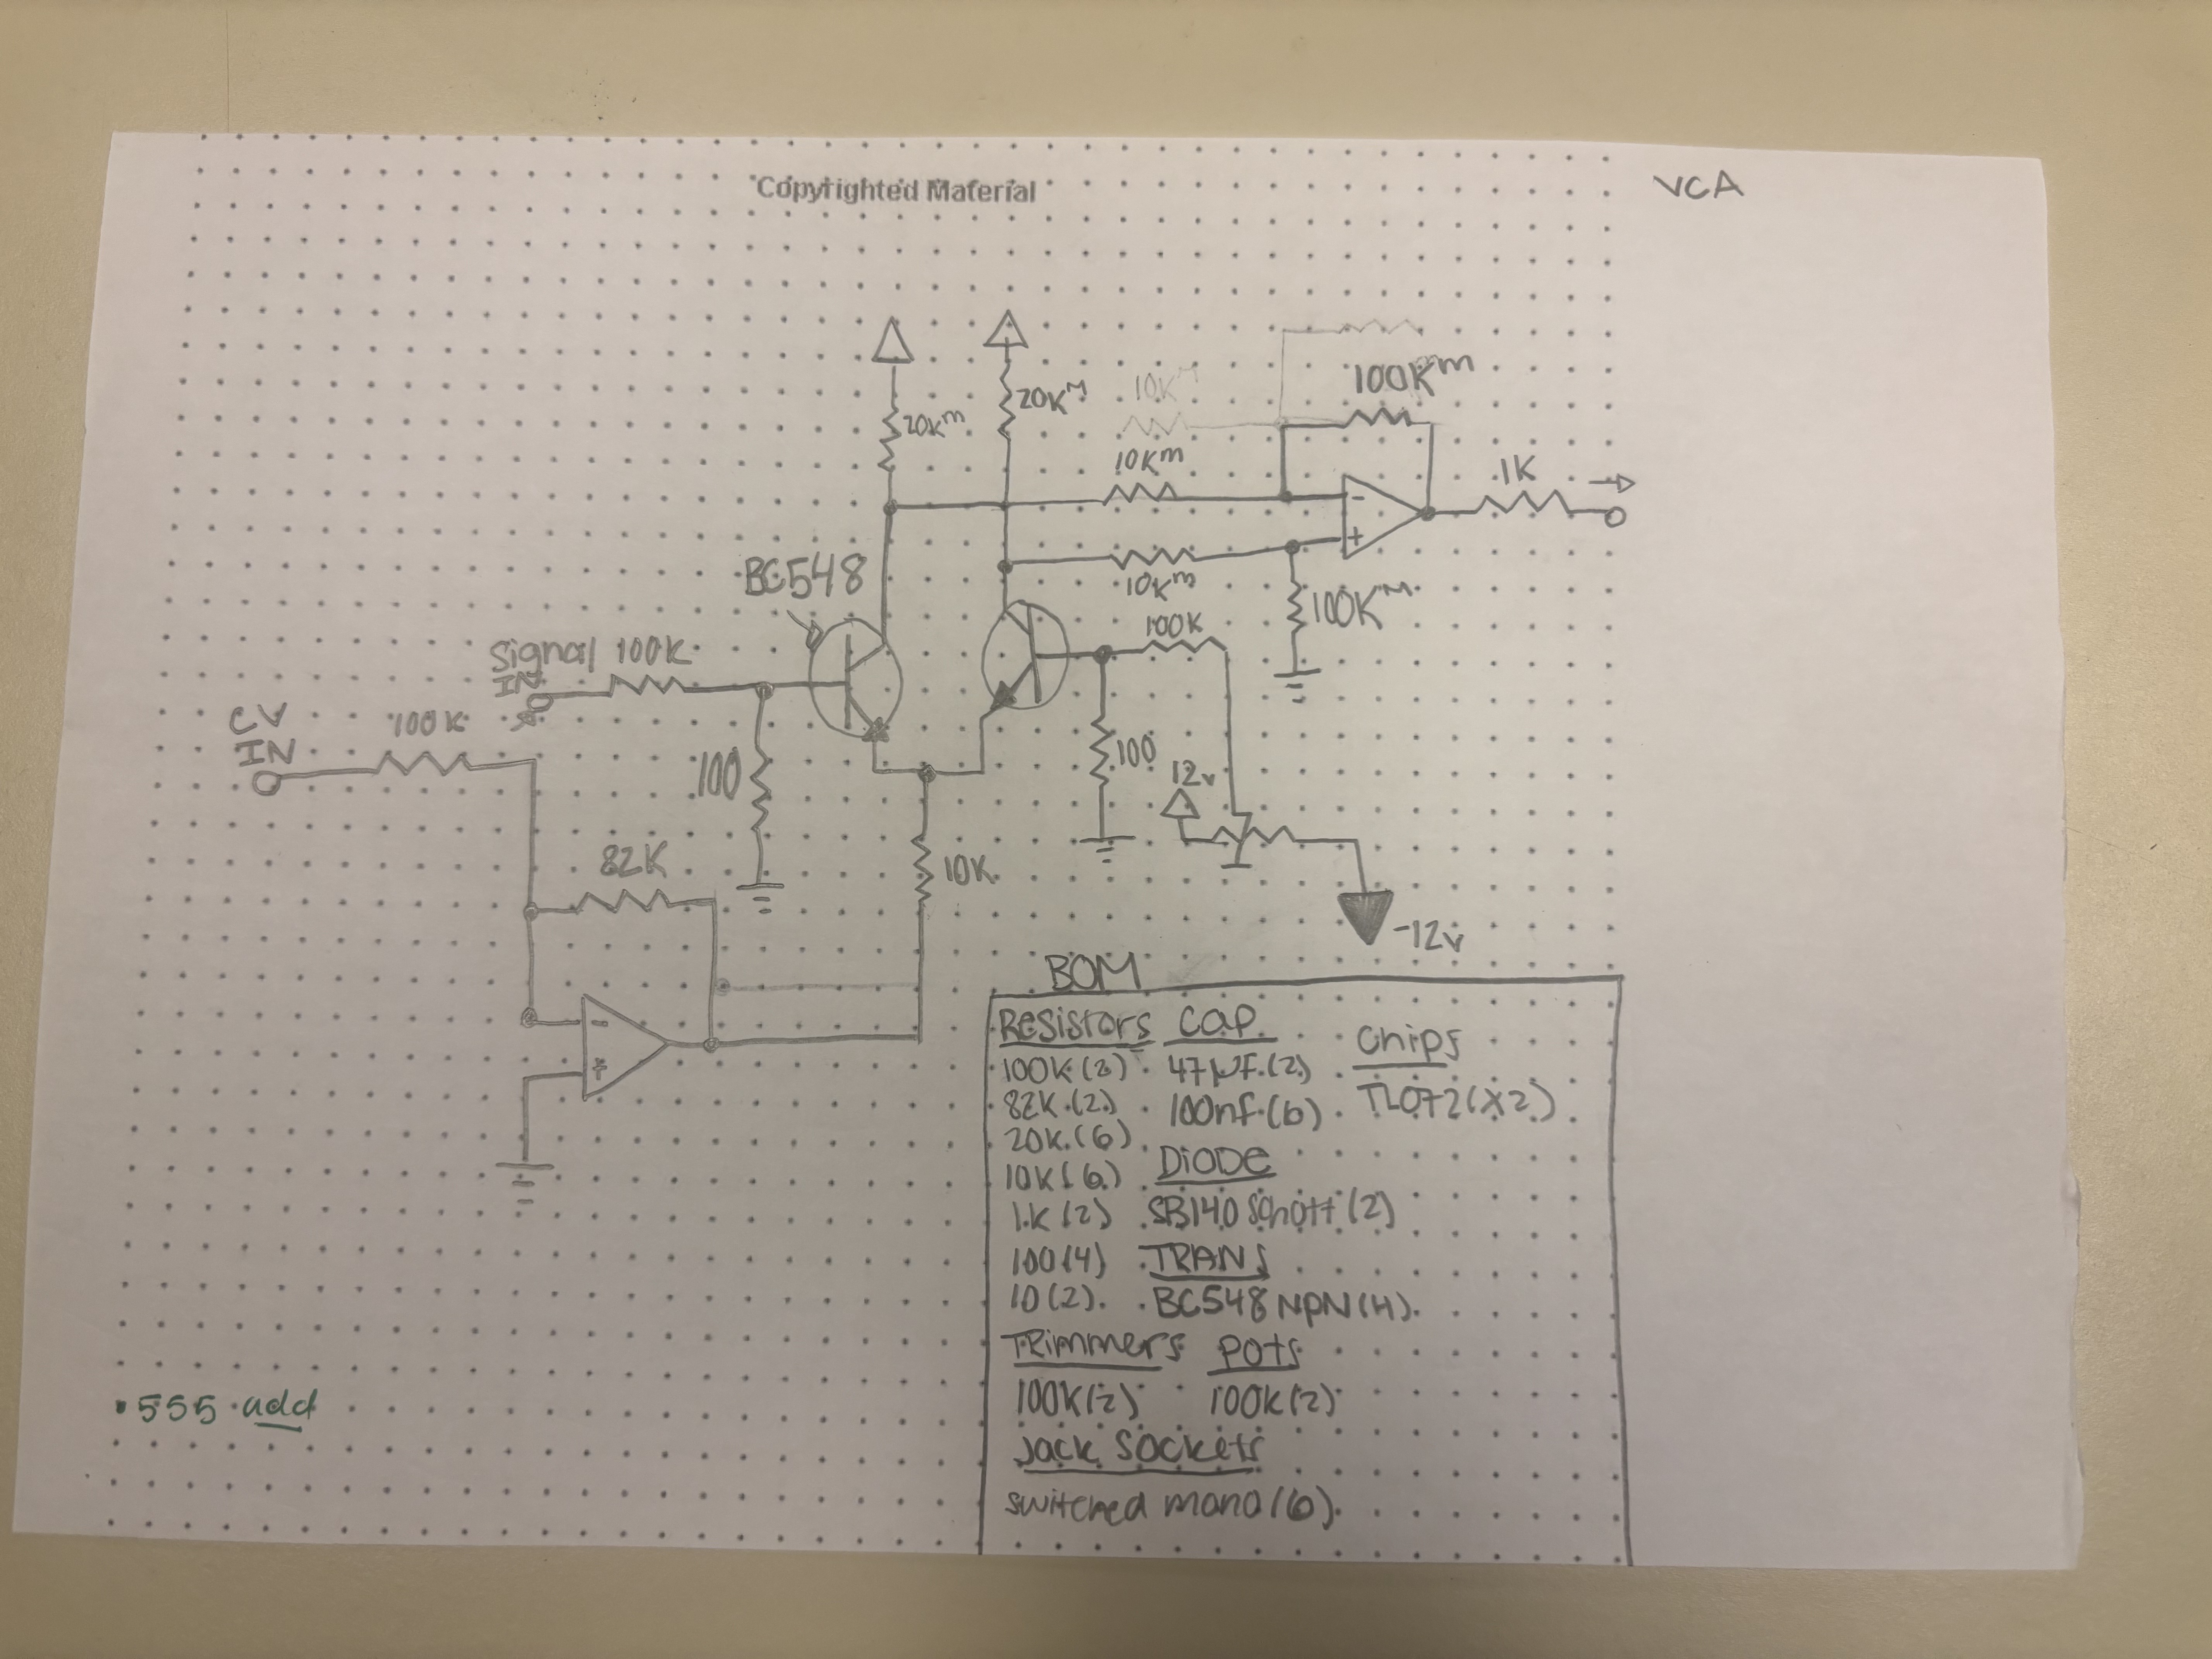 Copyrighted Material
VCA
100K m
20K m
20K M
10K M
10K m
1K
-
+
BC548
10K m
100K M
100K
Signal 100K
IN
CV
IN
100K
100
100
12v
82K
10K
-12v
-
+
BOM
Resistors Cap Chips
100K (2) 47µF (2) TL072 (x2)
82K (2) 100nf (6)
20K (6)
10K (6) Diode
1K (2) SB140 Schott (2)
100 (4) TRANS
10 (2) BC548 NPN (4)
Trimmers Pots
100K (2) 100K (2)
Jack Sockets
switched mono (6)
555 add